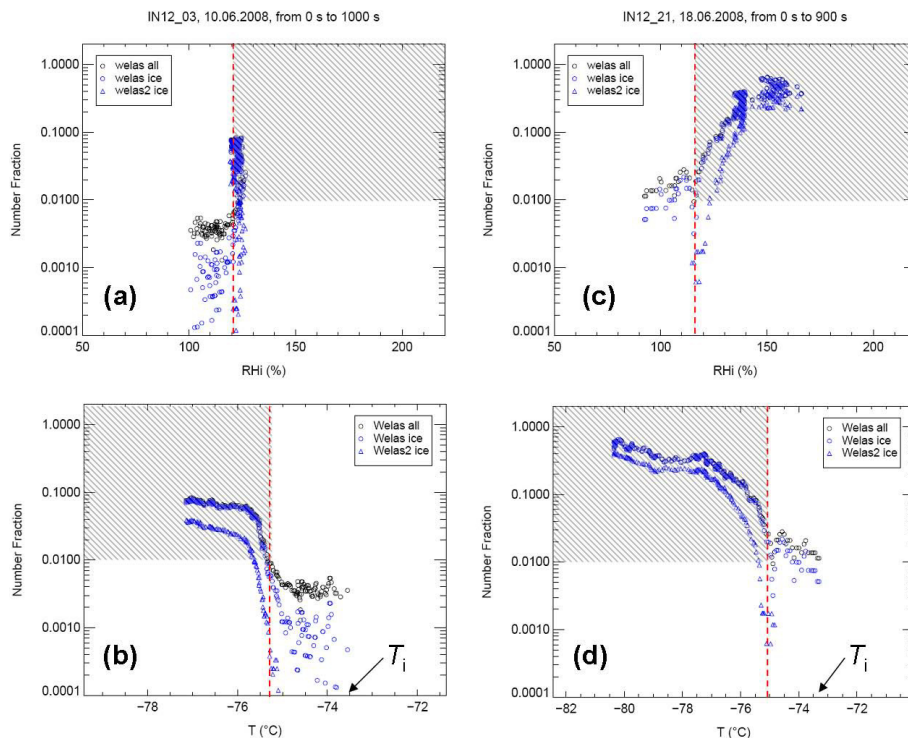 IN12_03, 10.06.2008, from 0 s to 1000 s
1.0000
0.1000
0.0100
0.0010
0.0001
Number Fraction
welas all
welas ice
welas2 ice
(a)
50 100 150 200
RHi (%)
IN12_21, 18.06.2008, from 0 s to 900 s
1.0000
0.1000
0.0100
0.0010
0.0001
Number Fraction
welas all
welas ice
welas2 ice
(c)
50 100 150 200
RHi (%)
1.0000
0.1000
0.0100
0.0010
0.0001
Number Fraction
Welas all
Welas ice
Welas2 ice
(b)
Ti
−78 −76 −74 −72
T (°C)
1.0000
0.1000
0.0100
0.0010
0.0001
Number Fraction
Welas all
Welas ice
Welas2 ice
(d)
Ti
−82 −80 −78 −76 −74 −72
T (°C)